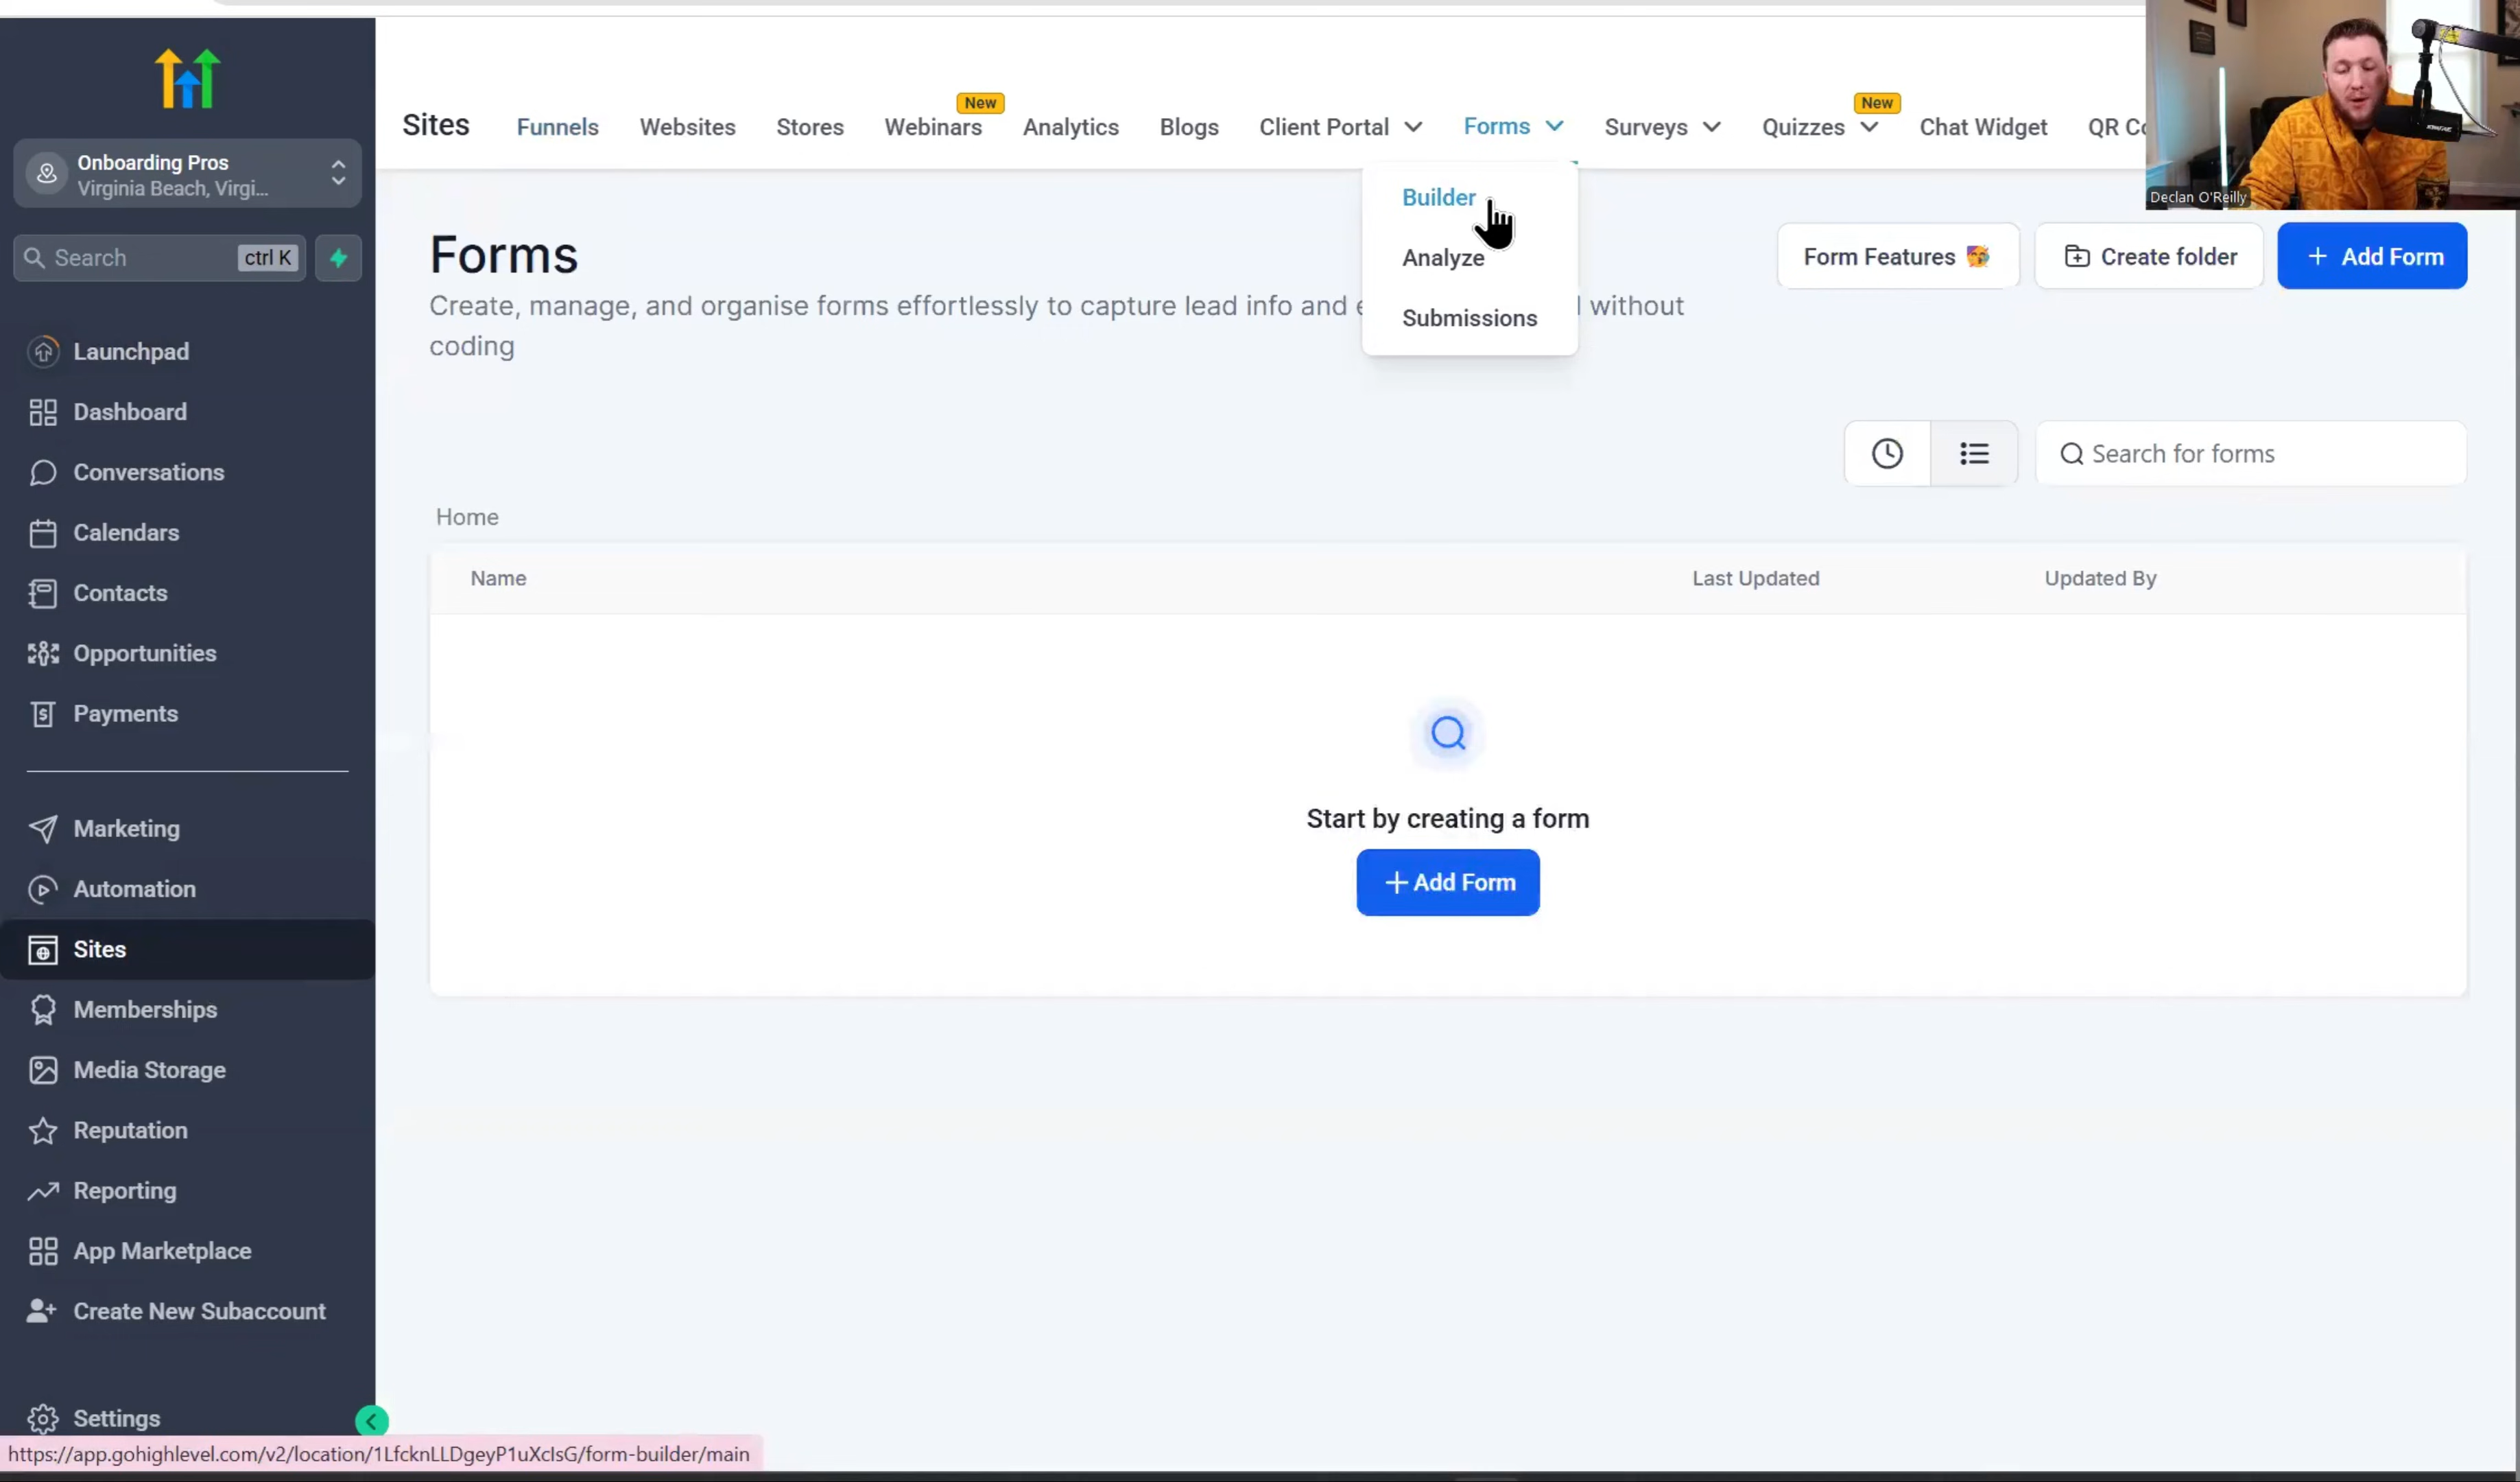 Sites
Funnels
Websites
Stores
New
Webinars
Analytics
Blogs
Client Portal
Forms
Surveys
New
Quizzes
Chat Widget
QR Co
Declan O'Reilly
Onboarding Pros
Virginia Beach, Virgi...
Search
ctrl K
Launchpad
Dashboard
Conversations
Calendars
Contacts
Opportunities
Payments
Marketing
Automation
Sites
Memberships
Media Storage
Reputation
Reporting
App Marketplace
Create New Subaccount
Settings
Builder
Analyze
Submissions
Forms
Create, manage, and organise forms effortlessly to capture lead info and e
without
coding
Form Features
Create folder
+ Add Form
Search for forms
Home
Name
Last Updated
Updated By
Start by creating a form
+ Add Form
https://app.gohighlevel.com/v2/location/1LfcknLLDgeyP1uXclsG/form-builder/main